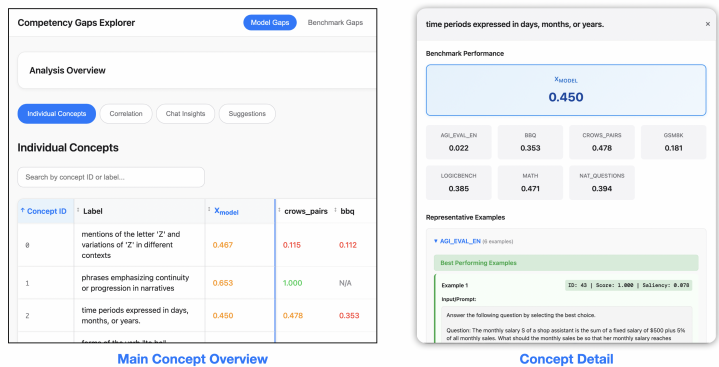 Competency Gaps Explorer
Model Gaps
Benchmark Gaps
Analysis Overview
Individual Concepts
Correlation
Chat Insights
Suggestions
Individual Concepts
Search by concept ID or label...
↑ Concept ID
Label
Xmodel
crows_pairs
bbq
0
mentions of the letter 'Z' and
variations of 'Z' in different
contexts
0.467
0.115
0.112
1
phrases emphasizing continuity
or progression in narratives
0.653
1.000
N/A
2
time periods expressed in days,
months, or years.
0.450
0.478
0.353
Main Concept Overview
time periods expressed in days, months, or years.
×
Benchmark Performance
XMODEL
0.450
AGI_EVAL_EN
0.022
BBQ
0.353
CROWS_PAIRS
0.478
GSM8K
0.181
LOGICBENCH
0.385
MATH
0.471
NAT_QUESTIONS
0.394
Representative Examples
▼ AGI_EVAL_EN (6 examples)
Best Performing Examples
Example 1
ID: 43 | Score: 1.000 | Saliency: 0.078
Input/Prompt:
Answer the following question by selecting the best choice.
Question: The monthly salary S of a shop assistant is the sum of a fixed salary of $500 plus 5%
of all monthly sales. What should the monthly sales be so that her monthly salary reaches
Concept Detail